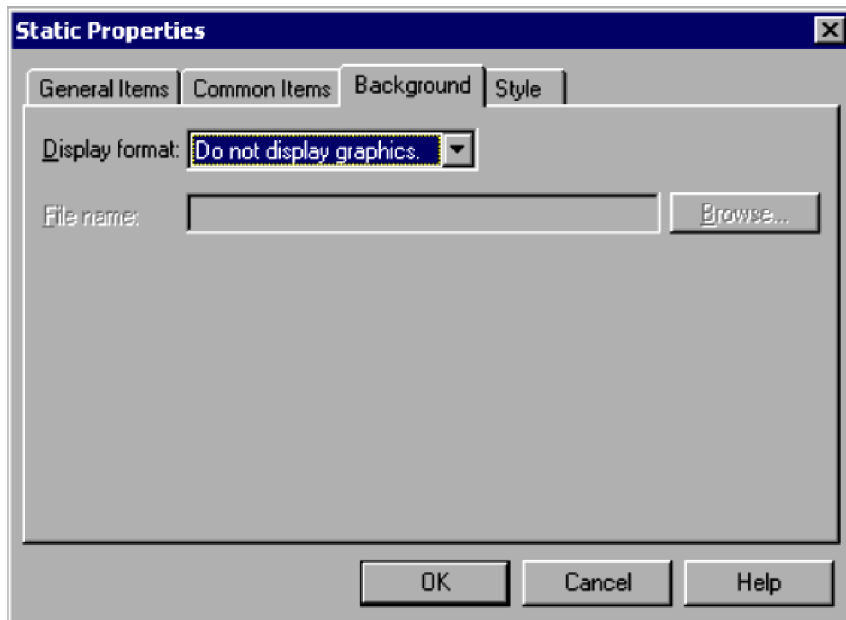 Static Properties
General Items Common Items Background Style
Display format: Do not display graphics.
File name: Browse...
OK Cancel Help